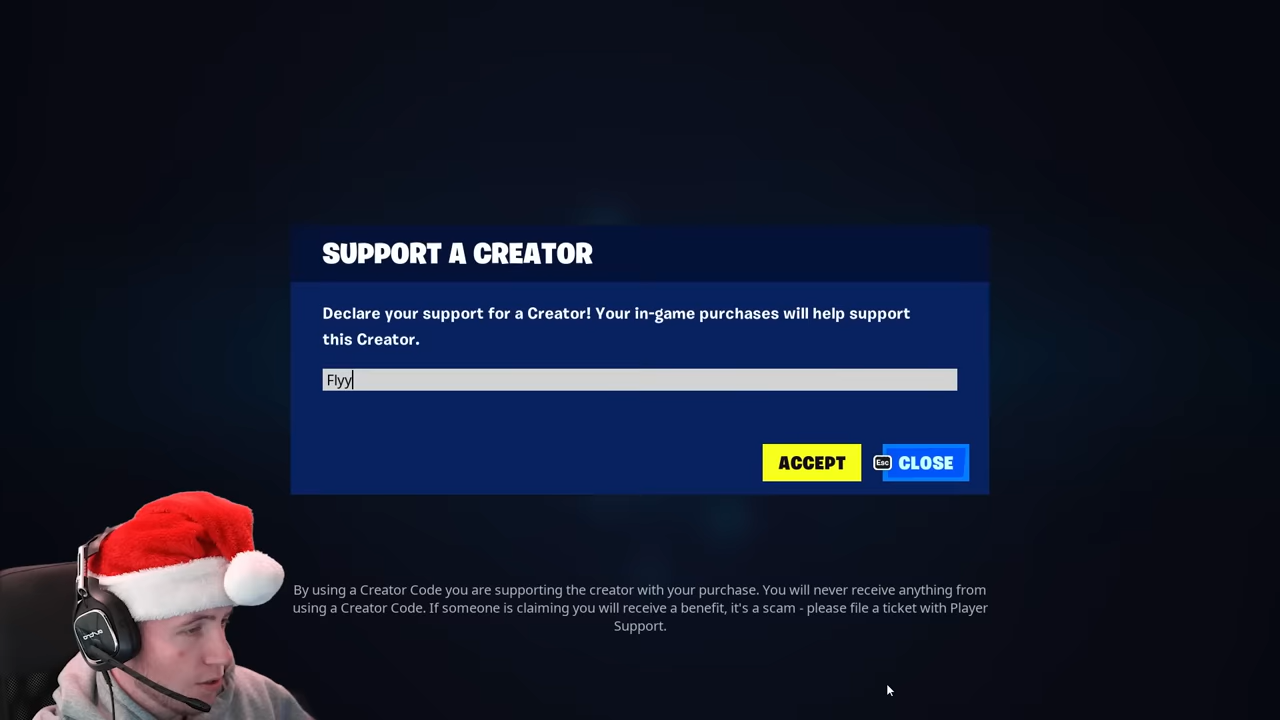 SUPPORT A CREATOR
Declare your support for a Creator! Your in-game purchases will help support
this Creator.
Flyy
ACCEPT
Esc
CLOSE
By using a Creator Code you are supporting the creator with your purchase. You will never receive anything from
using a Creator Code. If someone is claiming you will receive a benefit, it's a scam - please file a ticket with Player
Support.